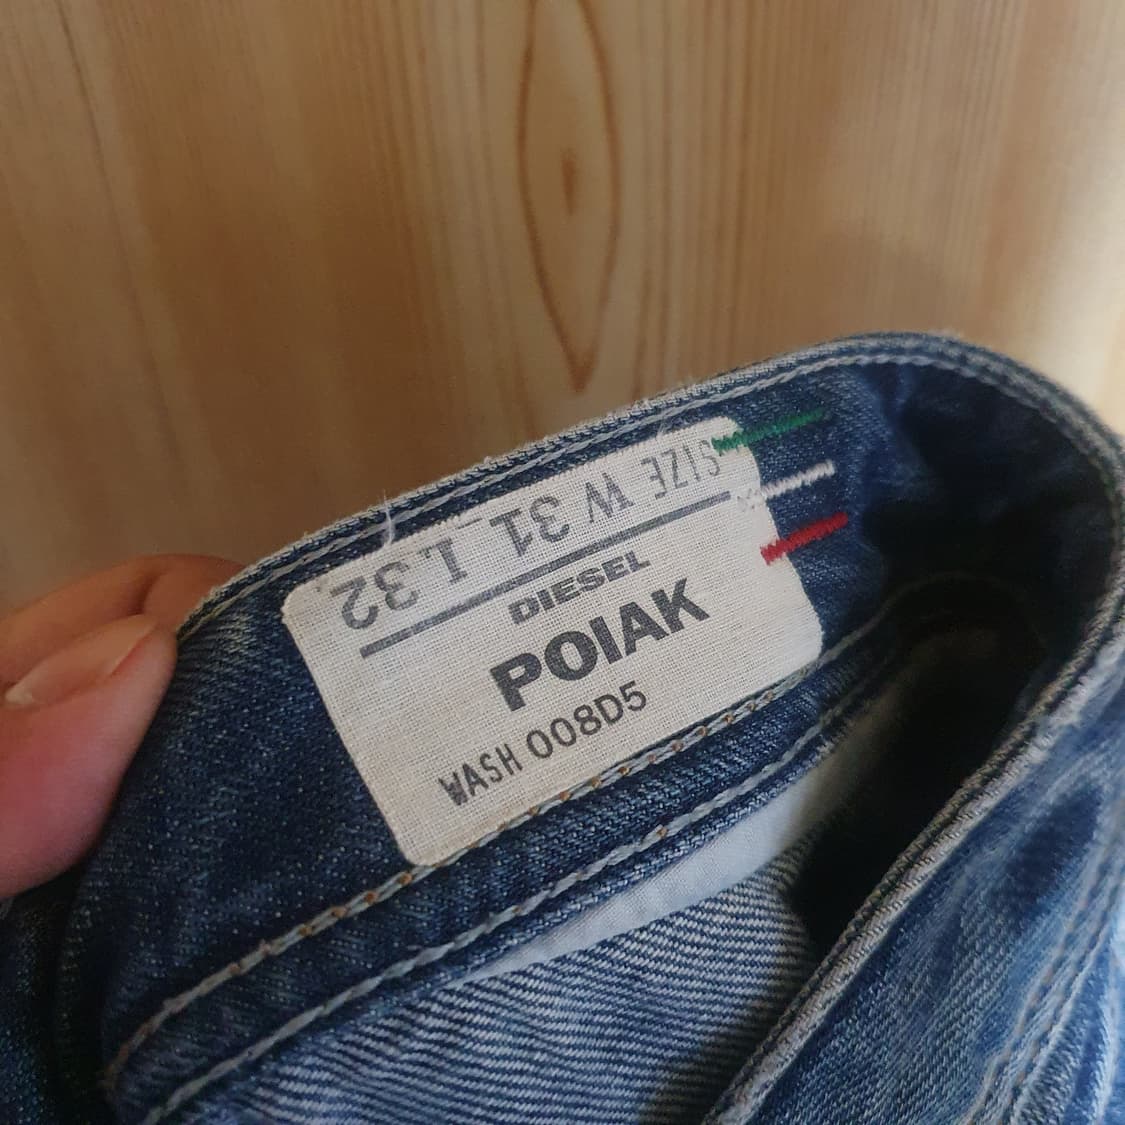 SIZE W 31 L 32
DIESEL
POIAK
WASH 008D5